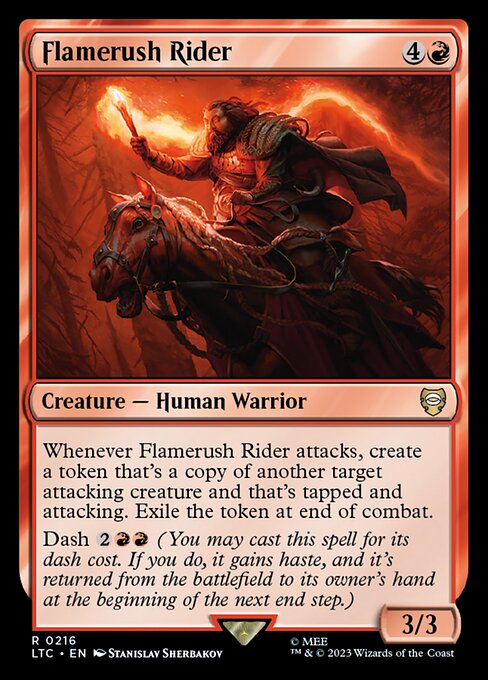 Flamerush Rider 4
Creature — Human Warrior
Whenever Flamerush Rider attacks, create
a token that's a copy of another target
attacking creature and that's tapped and
attacking. Exile the token at end of combat.
Dash 2 (You may cast this spell for its
dash cost. If you do, it gains haste, and it's
returned from the battlefield to its owner's hand
at the beginning of the next end step.)
3/3
R 0216
LTC • EN Stanislav Sherbakov
© MEE
™ & © 2023 Wizards of the Coast